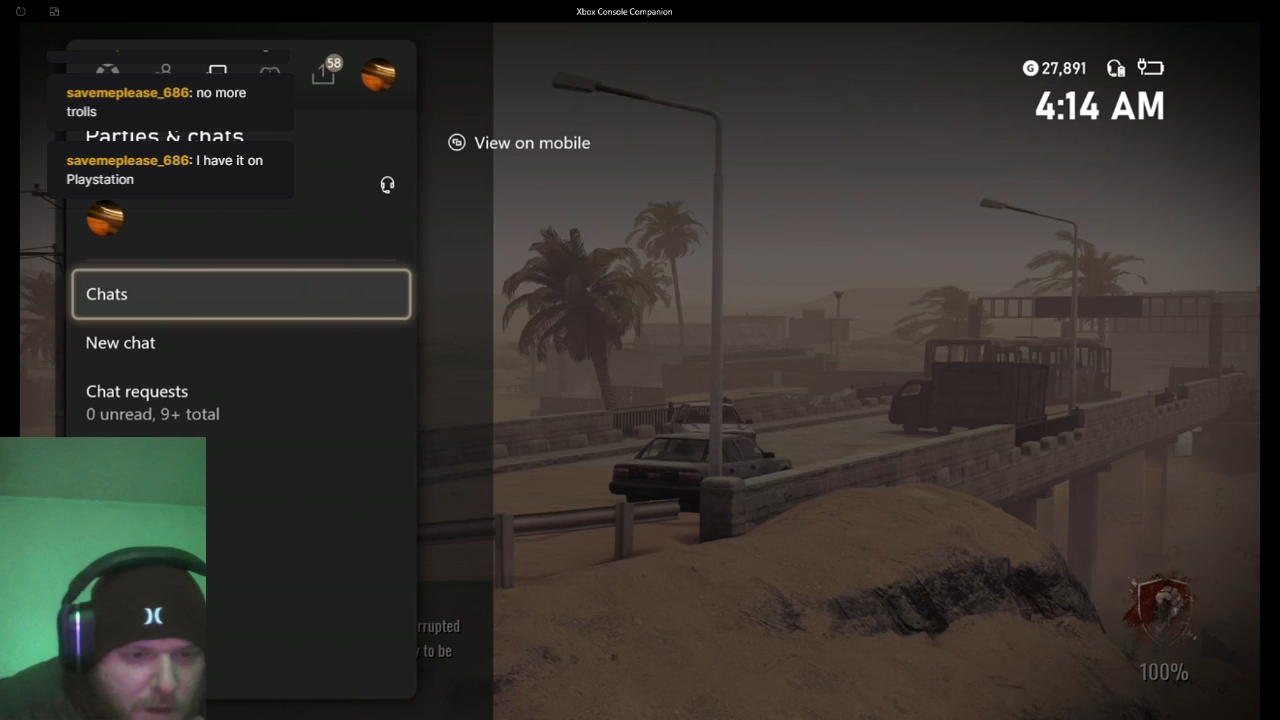 Xbox Console Companion
58
savemeplease_686: no more
trolls
Parties & chats
savemeplease_686: I have it on
Playstation
Chats
New chat
Chat requests
0 unread, 9+ total
View on mobile
G 27,891
4:14 AM
rrupted
to be
100%